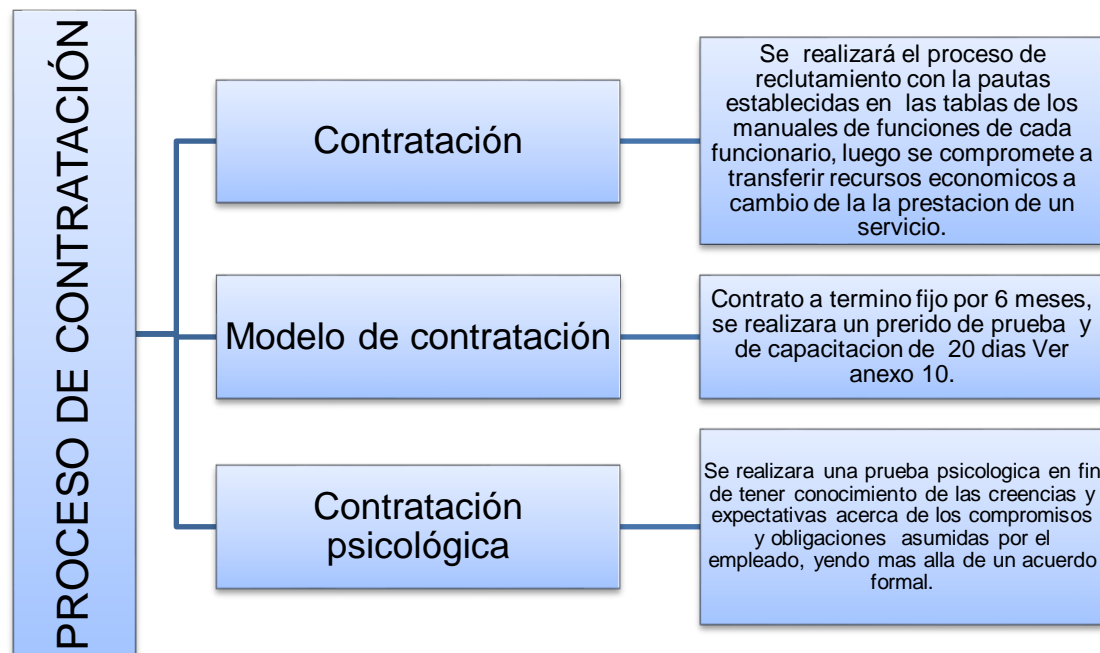 PROCESO DE CONTRATACIÓN
Contratación
Se realizará el proceso de
reclutamiento con la pautas
establecidas en las tablas de los
manuales de funciones de cada
funcionario, luego se compromete a
transferir recursos economicos a
cambio de la la prestacion de un
servicio.
Modelo de contratación
Contrato a termino fijo por 6 meses,
se realizara un prerido de prueba y
de capacitacion de 20 dias Ver
anexo 10.
Contratación
psicológica
Se realizara una prueba psicologica en fin
de tener conocimiento de las creencias y
expectativas acerca de los compromisos
y obligaciones asumidas por el
empleado, yendo mas alla de un acuerdo
formal.